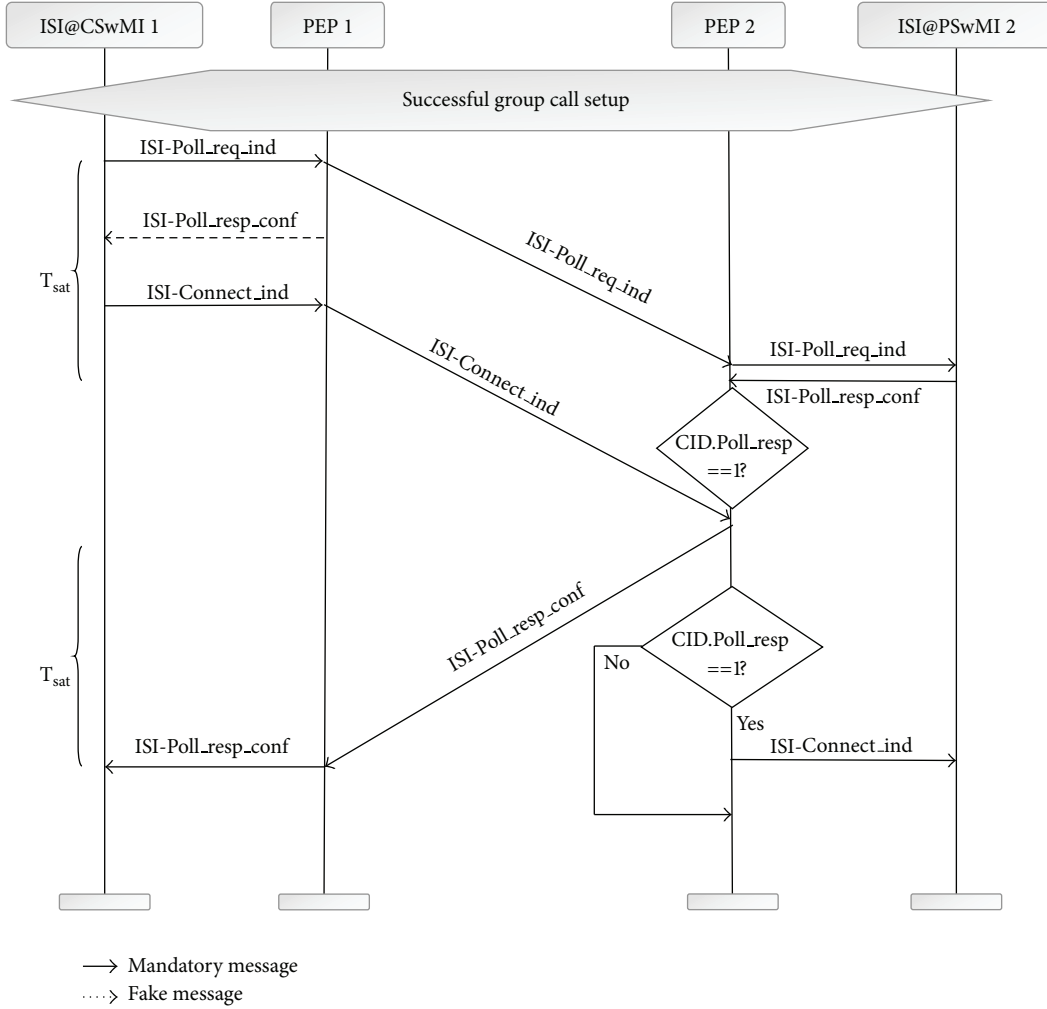 ISI@CSwMI 1
PEP 1
PEP 2
ISI@PSwMI 2
Successful group call setup
ISI-Poll_req_ind
ISI-Poll_resp_conf
ISI-Poll_req_ind
Tsat
ISI-Connect_ind
ISI-Poll_req_ind
ISI-Connect_ind
ISI-Poll_resp_conf
CID.Poll_resp
==1?
ISI-Poll_resp_conf
CID.Poll_resp
==1?
No
Tsat
Yes
ISI-Poll_resp_conf
ISI-Connect_ind
Mandatory message
Fake message